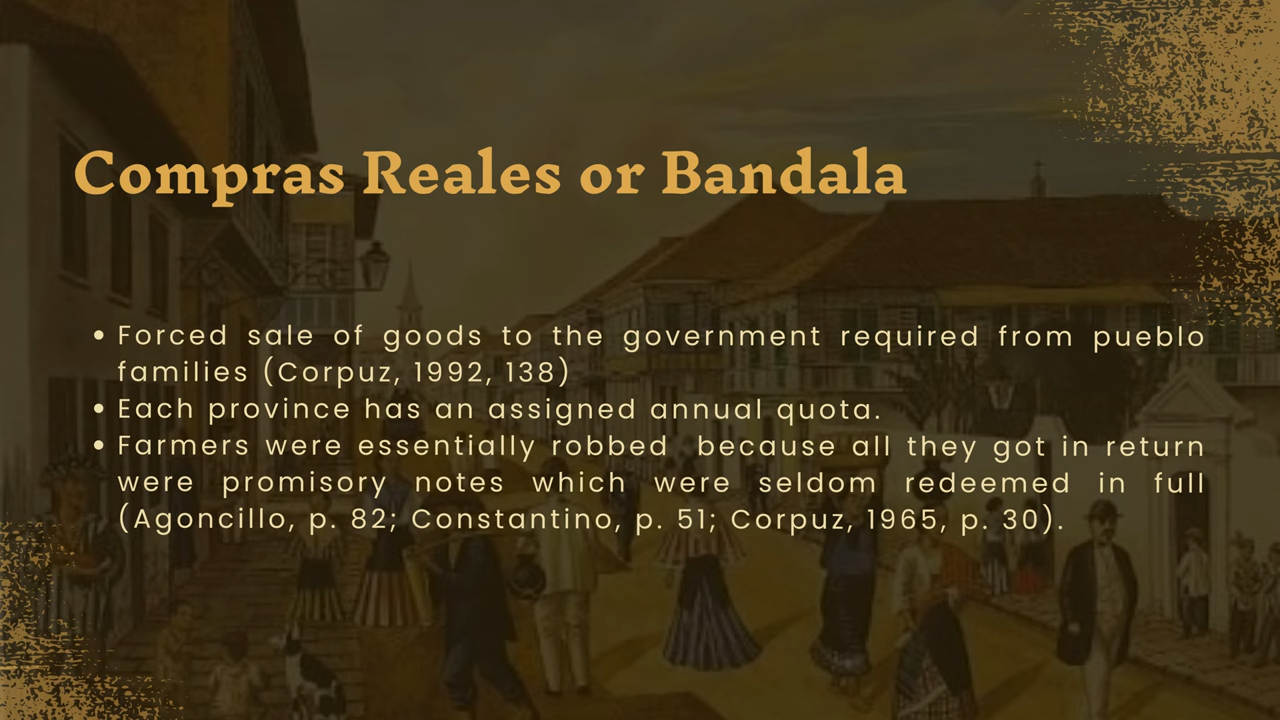 Compras Reales or Bandala
• Forced sale of goods to the government required from pueblo
families (Corpuz, 1992, 138)
• Each province has an assigned annual quota.
• Farmers were essentially robbed  because all they got in return
were promisory notes which were seldom redeemed in full
(Agoncillo, p. 82; Constantino, p. 51; Corpuz, 1965, p. 30).